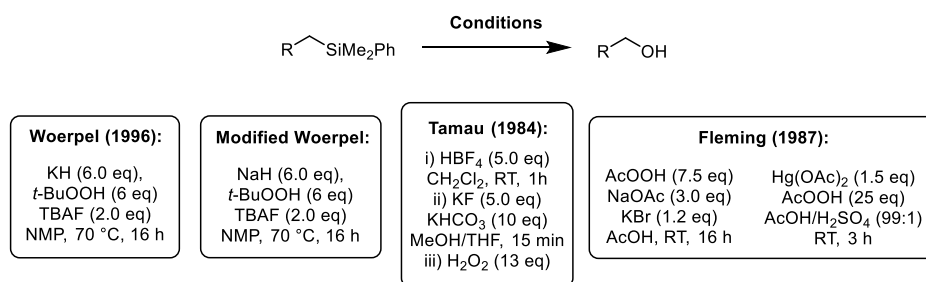 Conditions
R SiMe2Ph
R OH
Woerpel (1996):
KH (6.0 eq),
t-BuOOH (6 eq)
TBAF (2.0 eq)
NMP, 70 °C, 16 h
Modified Woerpel:
NaH (6.0 eq),
t-BuOOH (6 eq)
TBAF (2.0 eq)
NMP, 70 °C, 16 h
Tamau (1984):
i) HBF4 (5.0 eq)
CH2Cl2, RT, 1h
ii) KF (5.0 eq)
KHCO3 (10 eq)
MeOH/THF, 15 min
iii) H2O2 (13 eq)
Fleming (1987):
AcOOH (7.5 eq)
NaOAc (3.0 eq)
KBr (1.2 eq)
AcOH, RT, 16 h
Hg(OAc)2 (1.5 eq)
AcOOH (25 eq)
AcOH/H2SO4 (99:1)
RT, 3 h